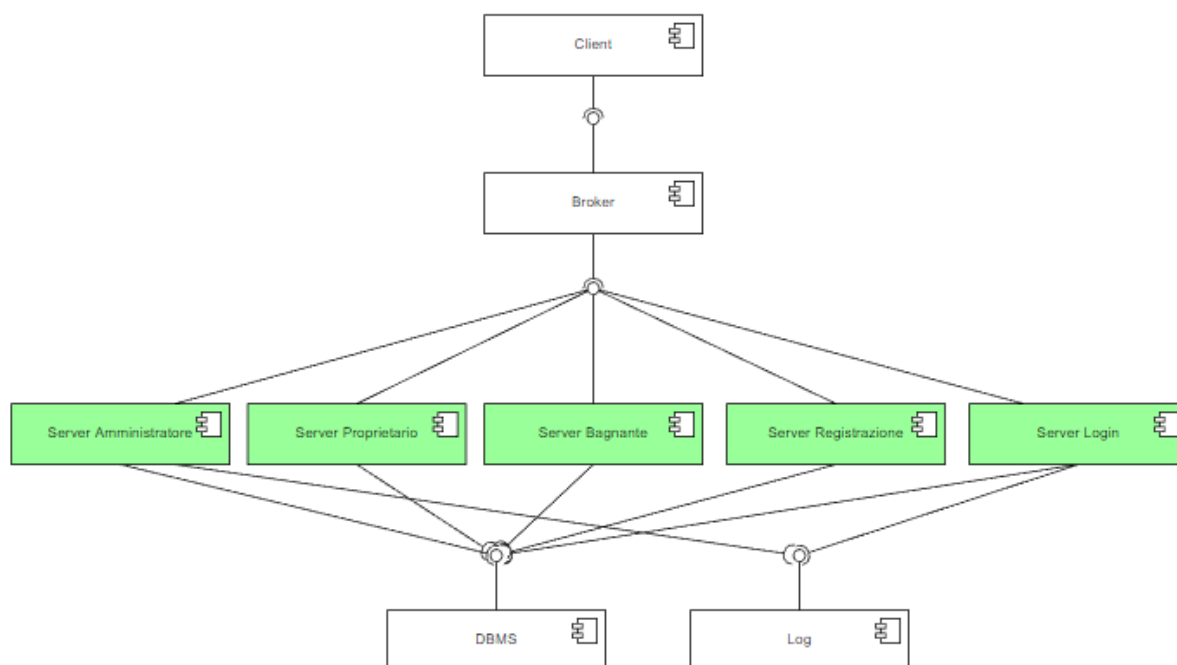 Client
Broker
Server Amministratore
Server Proprietario
Server Bagnante
Server Registrazione
Server Login
DBMS
Log